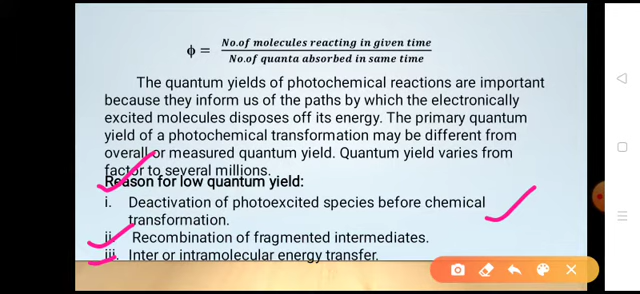 ϕ = No.of molecules reacting in given time / No.of quanta absorbed in same time
The quantum yields of photochemical reactions are important
because they inform us of the paths by which the electronically
excited molecules disposes off its energy. The primary quantum
yield of a photochemical transformation may be different from
overall or measured quantum yield. Quantum yield varies from
factor to several millions.
Reason for low quantum yield:
i. Deactivation of photoexcited species before chemical
transformation.
ii. Recombination of fragmented intermediates.
iii. Inter or intramolecular energy transfer.